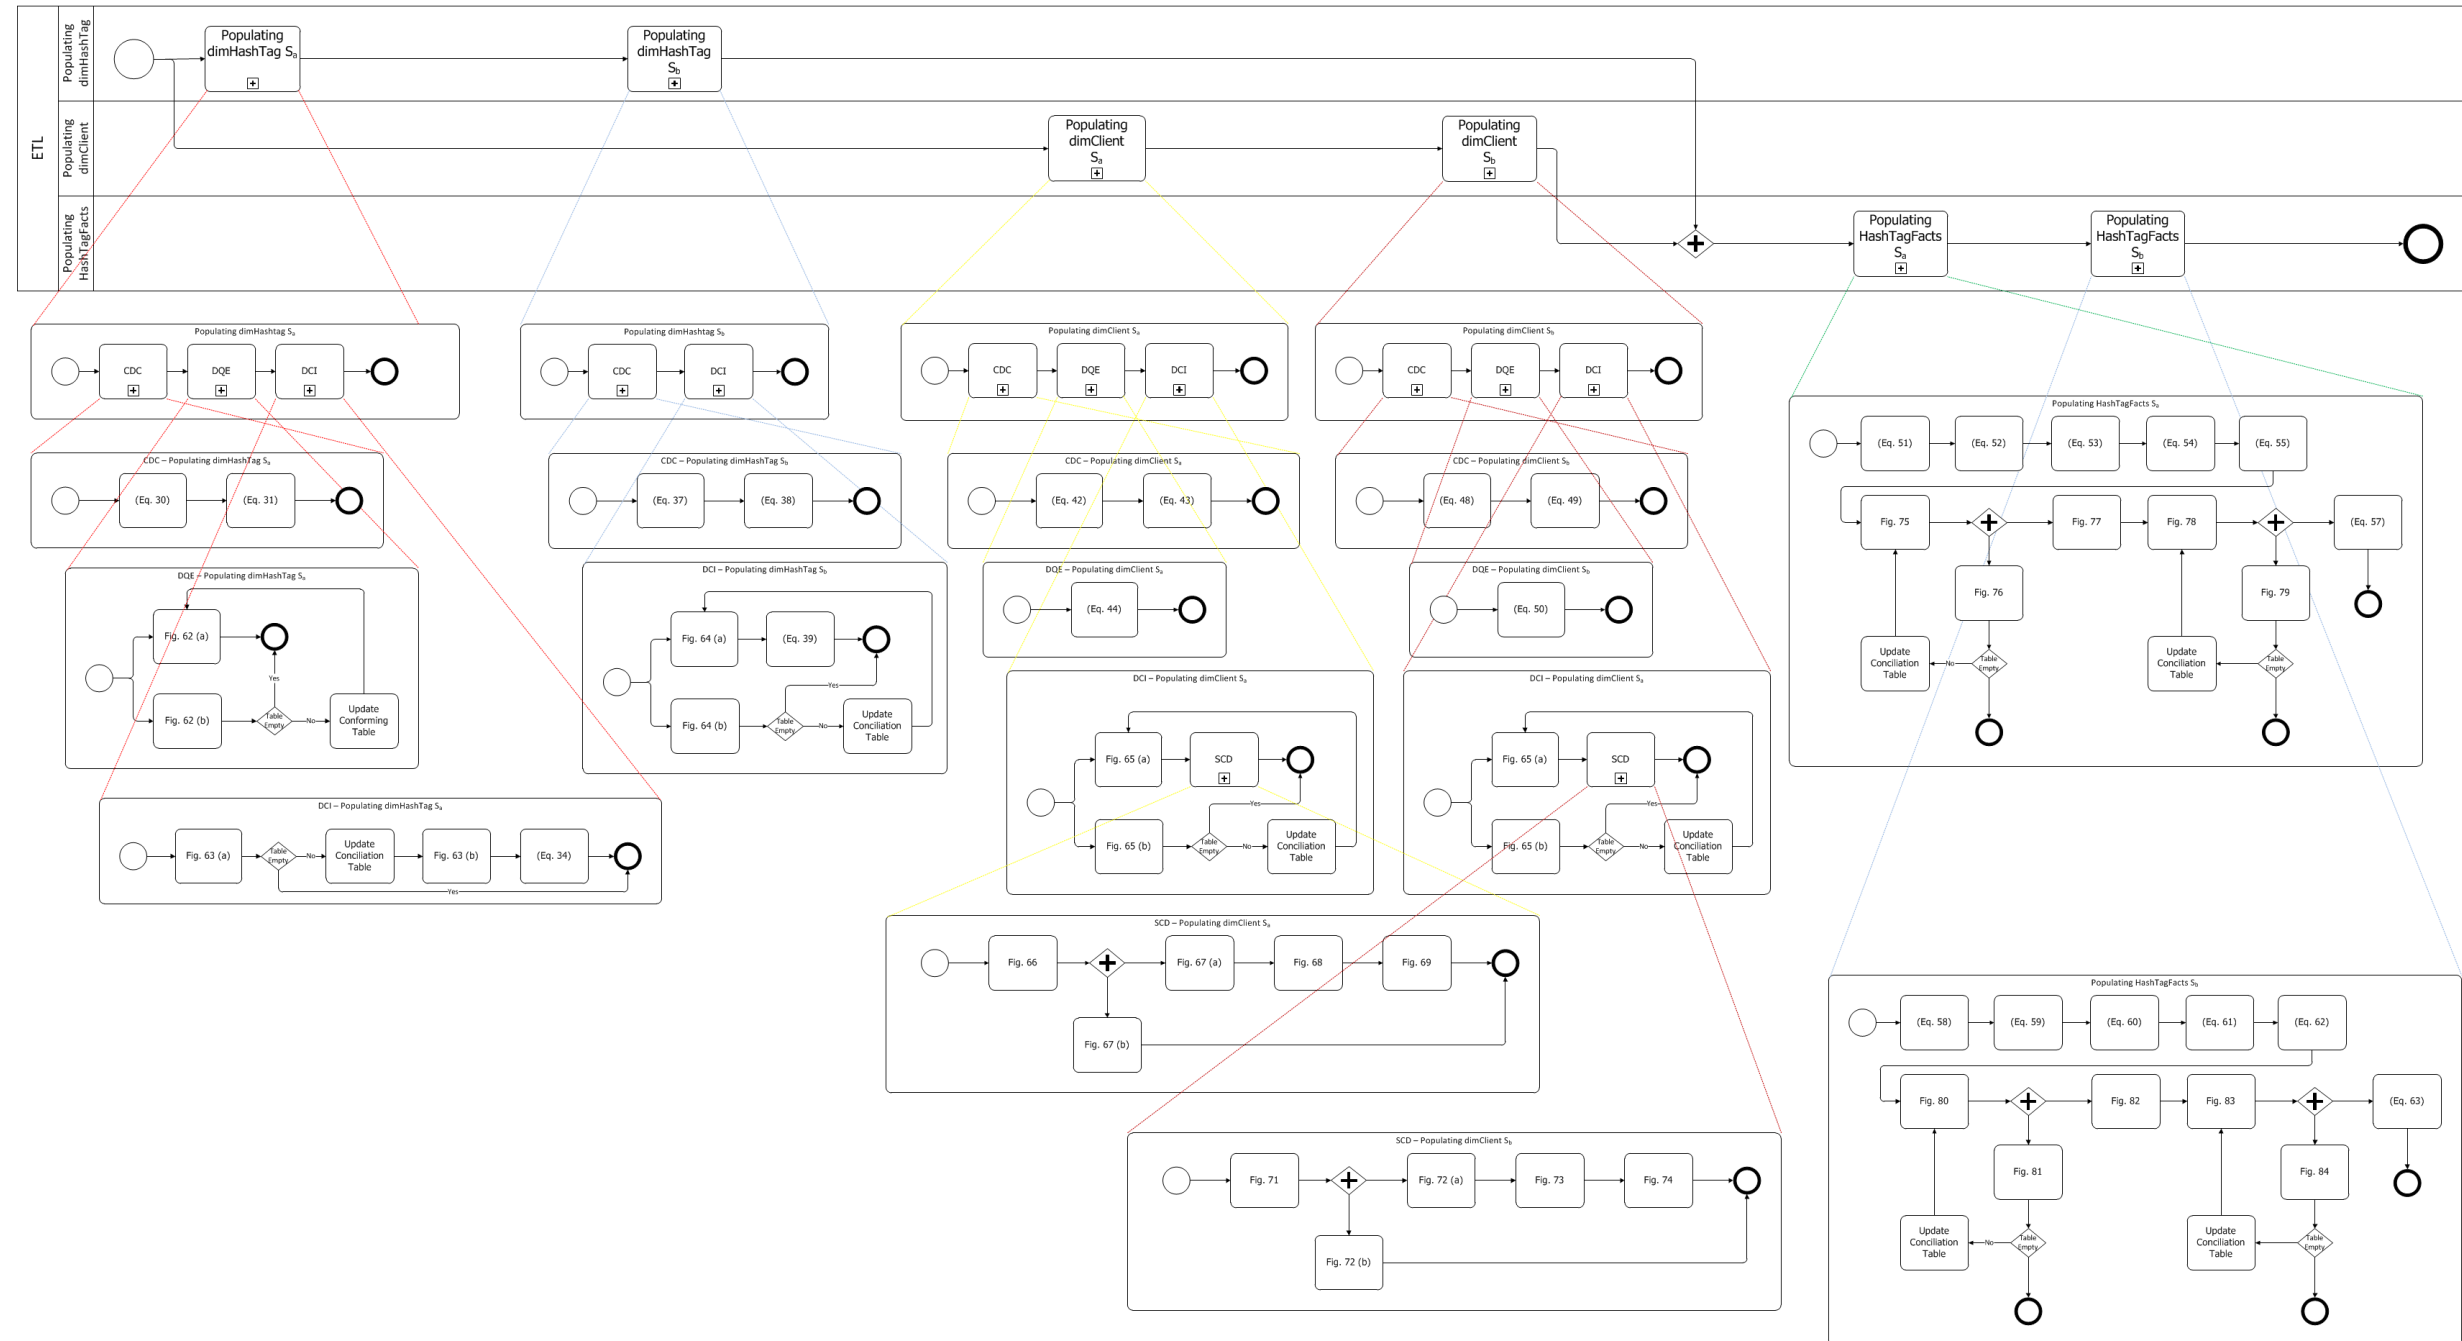 ETL
Populating
dimHashTag
Populating
dimHashTag Sa
Populating
dimHashTag
Sb
Populating
dimClient
Populating
dimClient
Sa
Populating
dimClient
Sb
Populating
HashTagFacts
Populating
HashTagFacts
Sa
Populating
HashTagFacts
Sb
Populating dimHashtag Sa
CDC
DQE
DCI
CDC – Populating dimHashTag Sa
(Eq. 30)
(Eq. 31)
DQE – Populating dimHashTag Sa
Fig. 62 (a)
Yes
Fig. 62 (b)
Table
Empty
No
Update
Conforming
Table
DCI – Populating dimHashTag Sa
Fig. 63 (a)
Table
Empty
No
Update
Conciliation
Table
Fig. 63 (b)
(Eq. 34)
Yes
Populating dimHashtag Sb
CDC
DCI
CDC – Populating dimHashTag Sb
(Eq. 37)
(Eq. 38)
DCI – Populating dimHashTag Sb
Fig. 64 (a)
(Eq. 39)
Yes
Fig. 64 (b)
Table
Empty
No
Update
Conciliation
Table
Populating dimClient Sa
CDC
DQE
DCI
CDC – Populating dimClient Sa
(Eq. 42)
(Eq. 43)
DQE – Populating dimClient Sa
(Eq. 44)
DCI – Populating dimClient Sa
Fig. 65 (a)
SCD
Yes
Fig. 65 (b)
Table
Empty
No
Update
Conciliation
Table
SCD – Populating dimClient Sa
Fig. 66
Fig. 67 (a)
Fig. 68
Fig. 69
Fig. 67 (b)
Populating dimClient Sb
CDC
DQE
DCI
CDC – Populating dimClient Sb
(Eq. 48)
(Eq. 49)
DQE – Populating dimClient Sb
(Eq. 50)
DCI – Populating dimClient Sa
Fig. 65 (a)
SCD
Yes
Fig. 65 (b)
Table
Empty
No
Update
Conciliation
Table
SCD – Populating dimClient Sb
Fig. 71
Fig. 72 (a)
Fig. 73
Fig. 74
Fig. 72 (b)
Populating HashTagFacts Sa
(Eq. 51)
(Eq. 52)
(Eq. 53)
(Eq. 54)
(Eq. 55)
Fig. 75
Fig. 77
Fig. 78
(Eq. 57)
Fig. 76
Fig. 79
Update
Conciliation
Table
No
Table
Empty
Update
Conciliation
Table
Table
Empty
Populating HashTagFacts Sb
(Eq. 58)
(Eq. 59)
(Eq. 60)
(Eq. 61)
(Eq. 62)
Fig. 80
Fig. 82
Fig. 83
(Eq. 63)
Fig. 81
Fig. 84
Update
Conciliation
Table
No
Table
Empty
Update
Conciliation
Table
Table
Empty